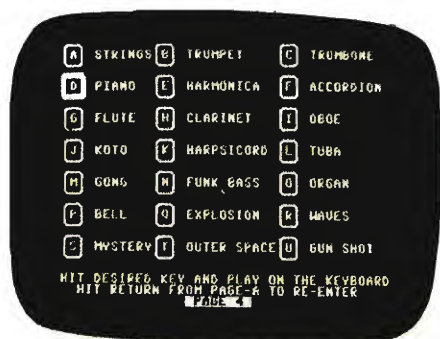 A STRINGS B TRUMPET C TROMBONE
D PIANO E HARMONICA F ACCORDION
G FLUTE H CLARINET I OBOE
J KOTO K HARPSICORD L TUBA
M GONG N FUNK BASS O ORGAN
P BELL Q EXPLOSION R WAVES
S MYSTERY T OUTER SPACE U GUN SHOT
HIT DESIRED KEY AND PLAY ON THE KEYBOARD
HIT RETURN FROM PAGE-A TO RE-ENTER
PAGE 4